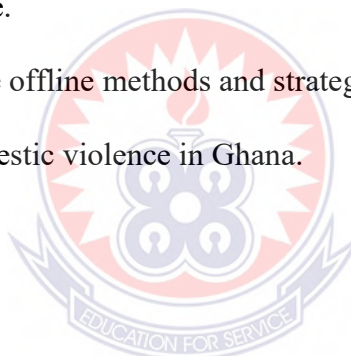 e.
offline methods and strateg
estic violence in Ghana.
EDUCATION FOR SERVICE